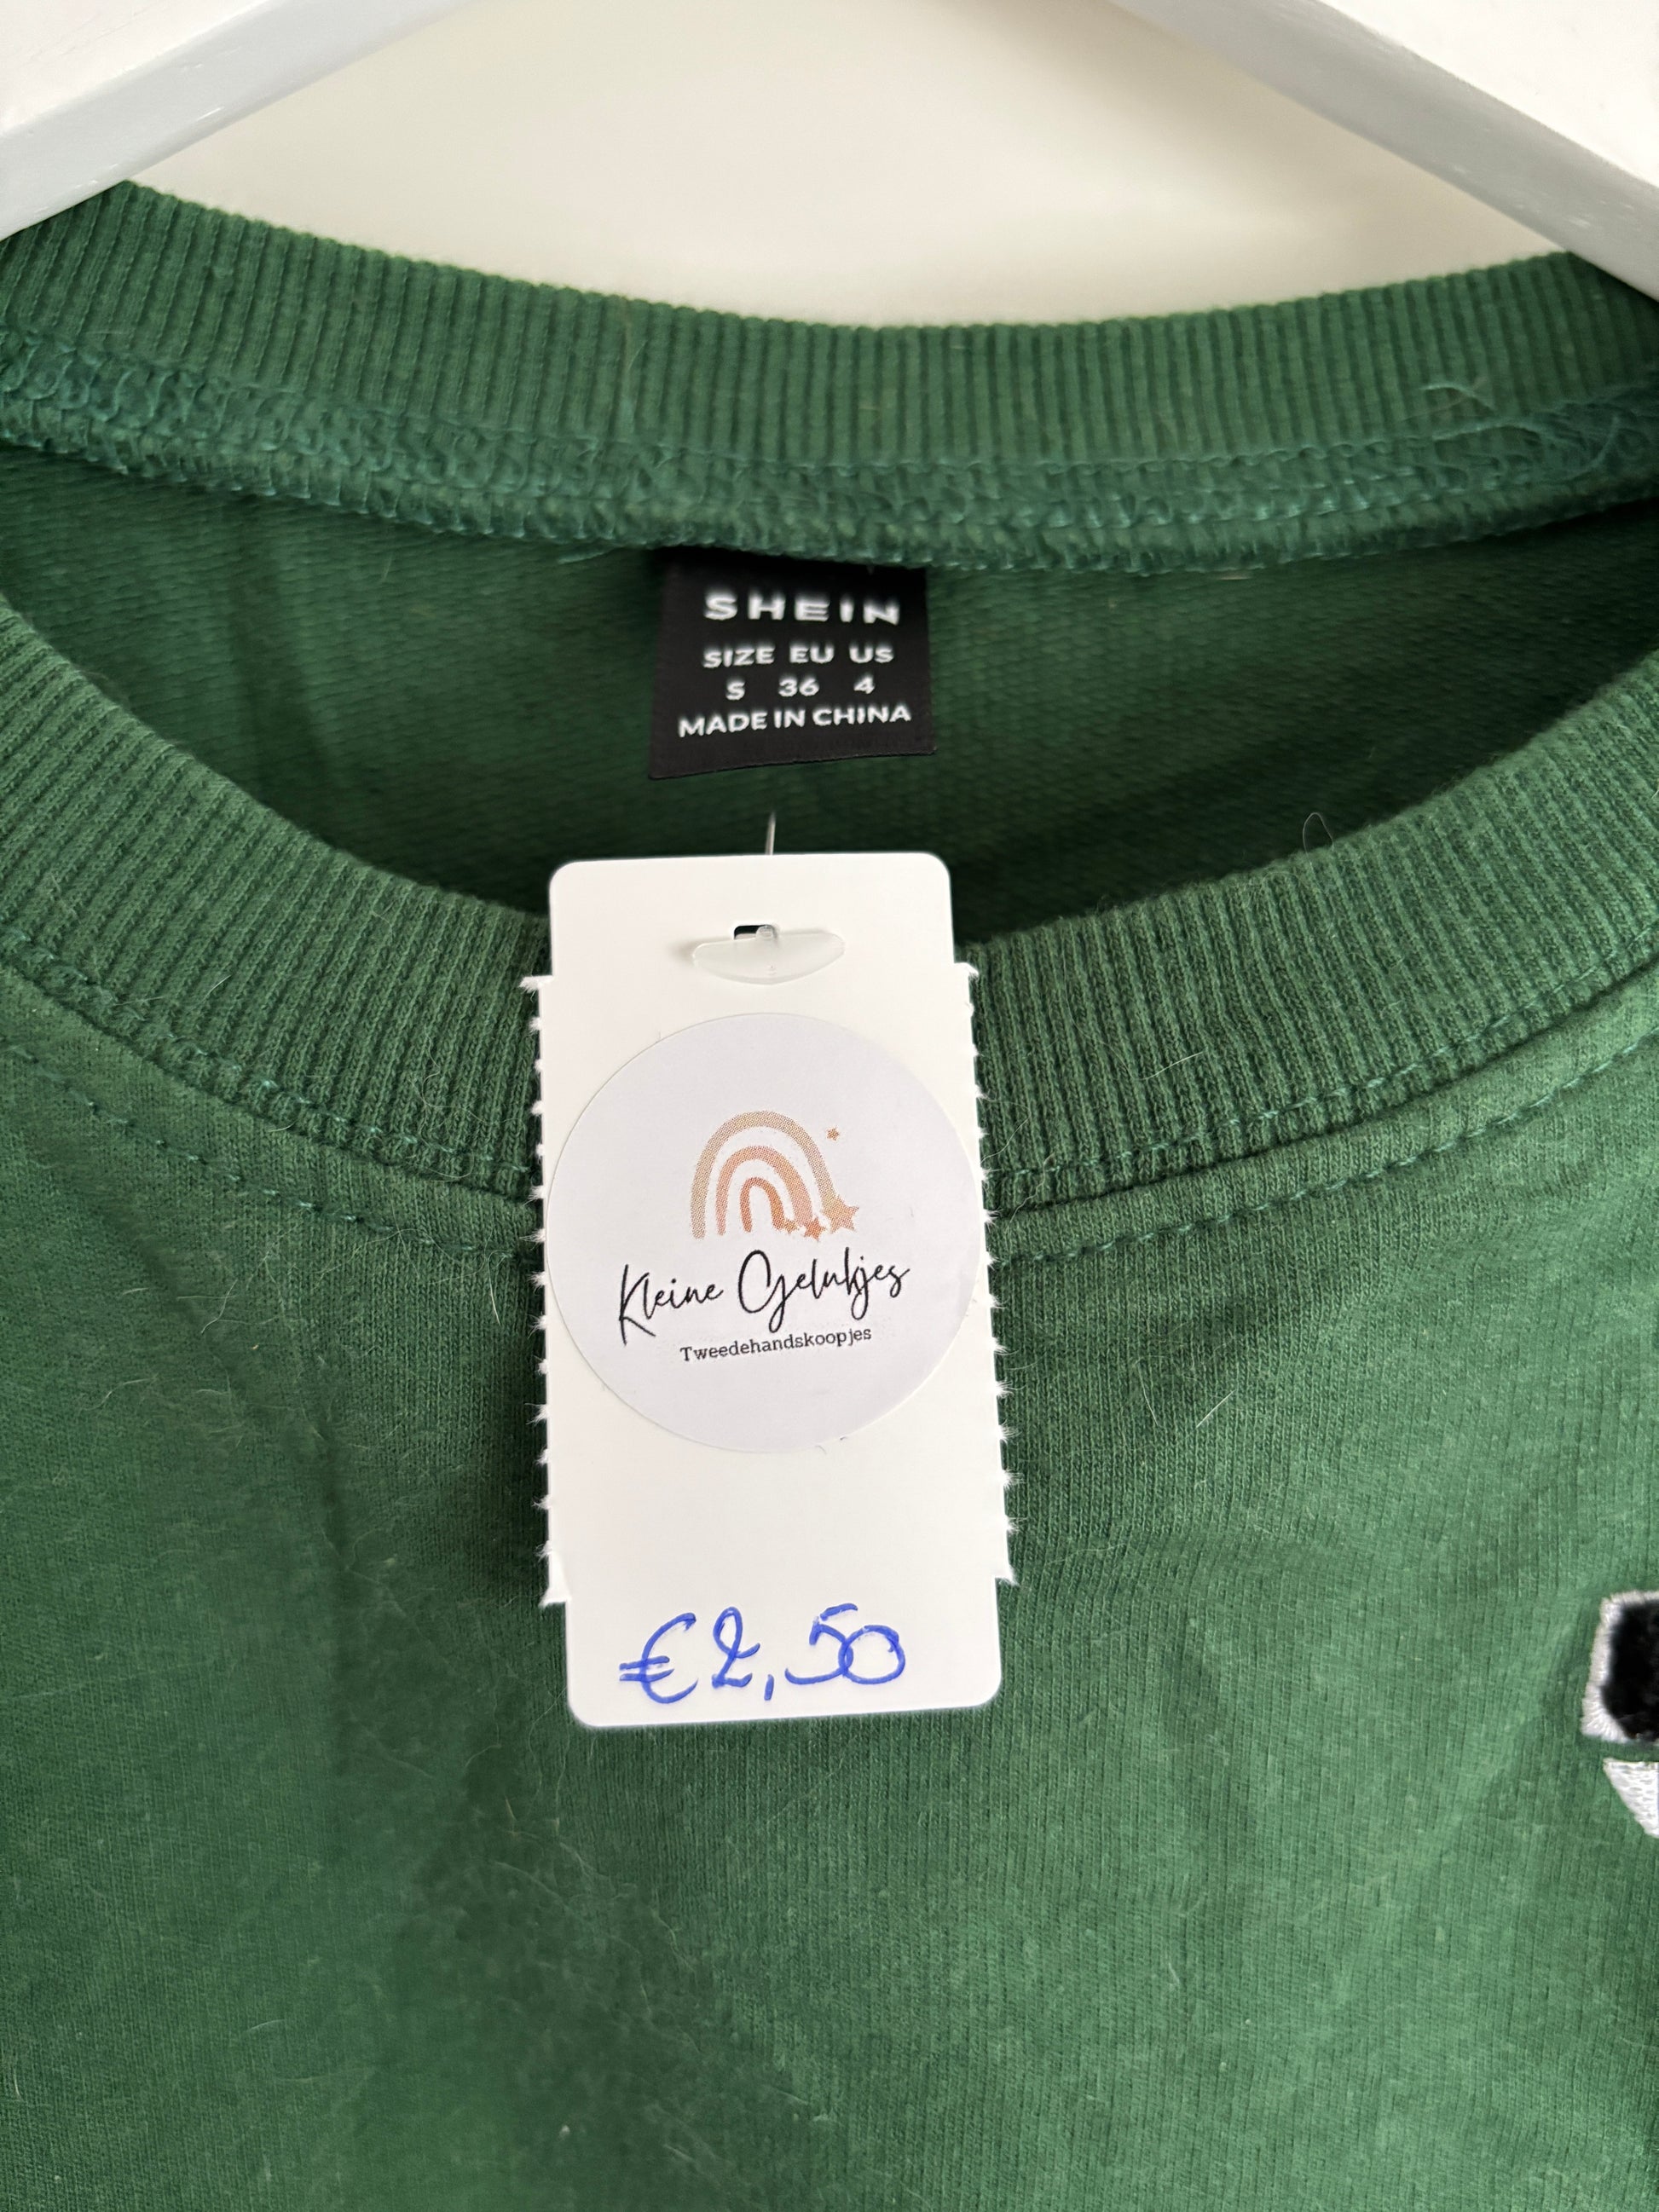 SHEIN
SIZE EU US
S 36 4
MADE IN CHINA
Kleine Gelukjes
Tweedehandskoopjes
€2,50